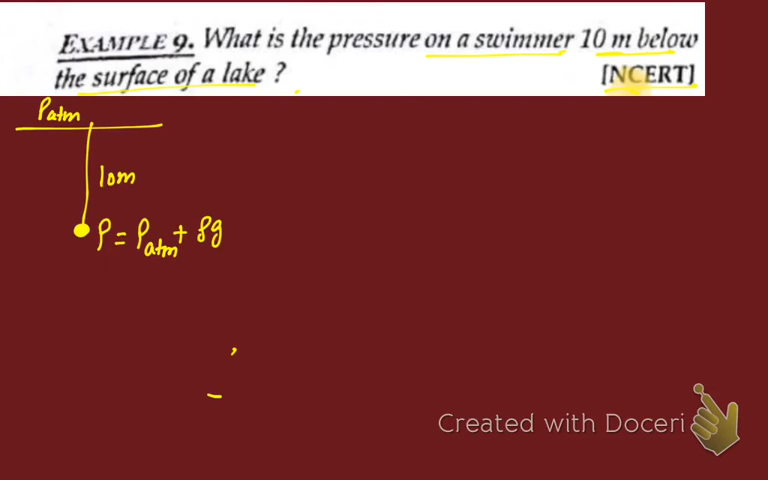 EXAMPLE 9. What is the pressure on a swimmer 10 m below
the surface of a lake ? [NCERT]
Patm
10m
P = Patm + ρg
Created with Doceri